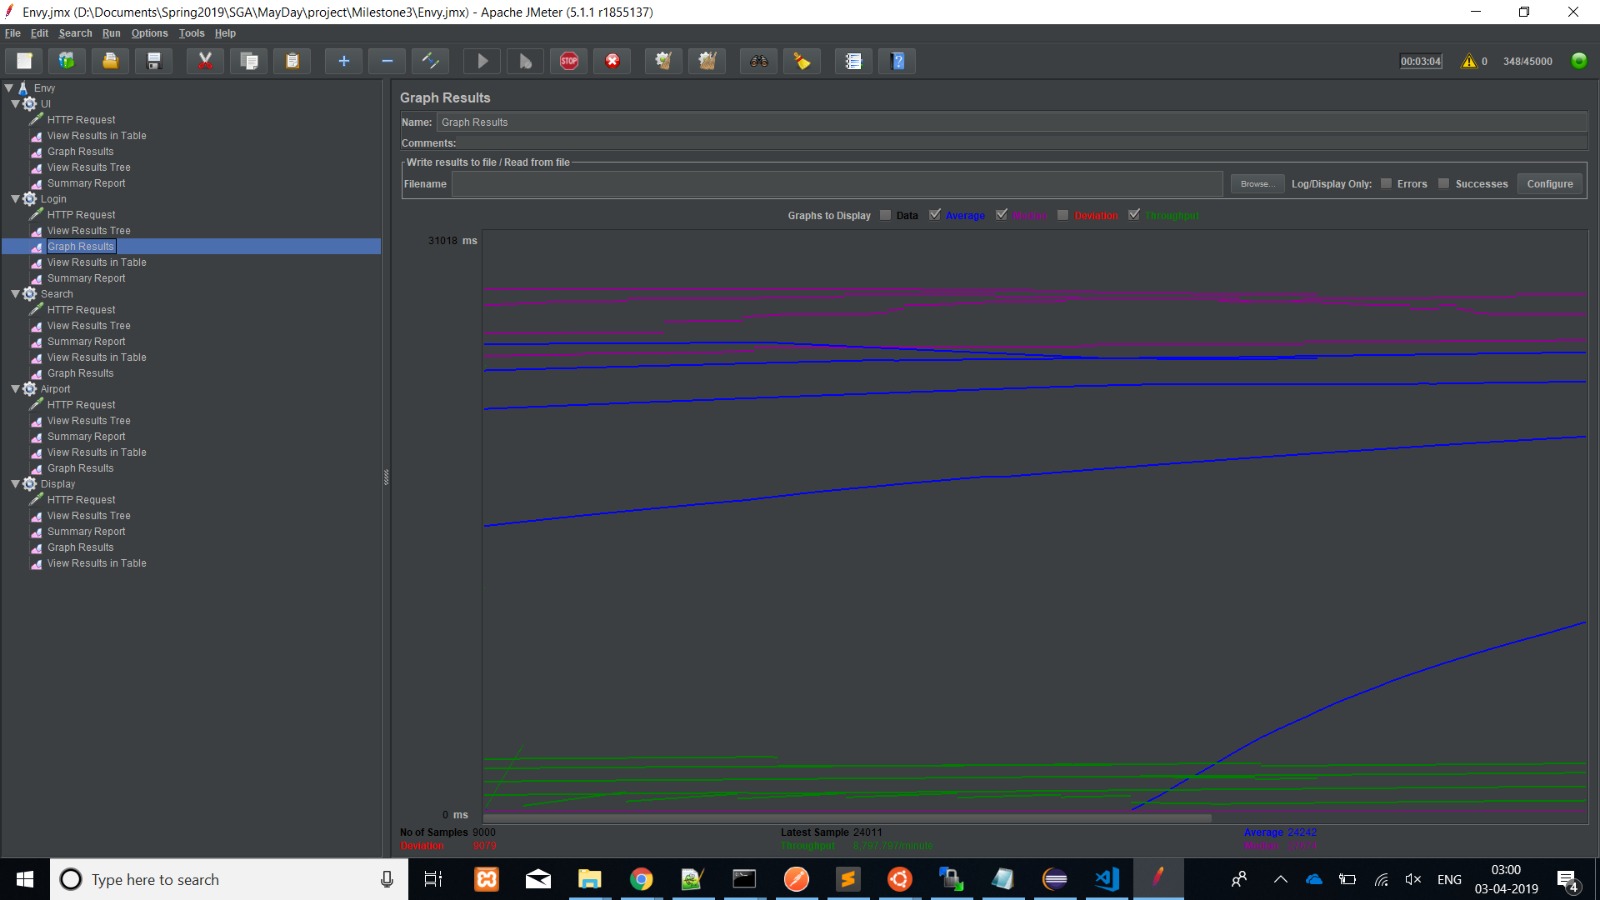 Envy.jmx (D:\Documents\Spring2019\SGA\MayDay\project\Milestone3\Envy.jmx) - Apache JMeter (5.1.1 r1855137)
File Edit Search Run Options Tools Help
STOP
00:03:04 0 348/45000
Envy
UI
HTTP Request
View Results in Table
Graph Results
View Results Tree
Summary Report
Login
HTTP Request
View Results Tree
Graph Results
View Results in Table
Summary Report
Search
HTTP Request
View Results Tree
Summary Report
View Results in Table
Graph Results
Airport
HTTP Request
View Results Tree
Summary Report
View Results in Table
Graph Results
Display
HTTP Request
View Results Tree
Summary Report
Graph Results
View Results in Table
Graph Results
Name: Graph Results
Comments:
Write results to file / Read from file
Filename Browse... Log/Display Only: Errors Successes Configure
Graphs to Display Data Average Median Deviation Throughput
31018 ms
0 ms
No of Samples 9000 Latest Sample 24011 Average 24242
Deviation 9079 Throughput Median
Type here to search
ENG
03:00
03-04-2019
4